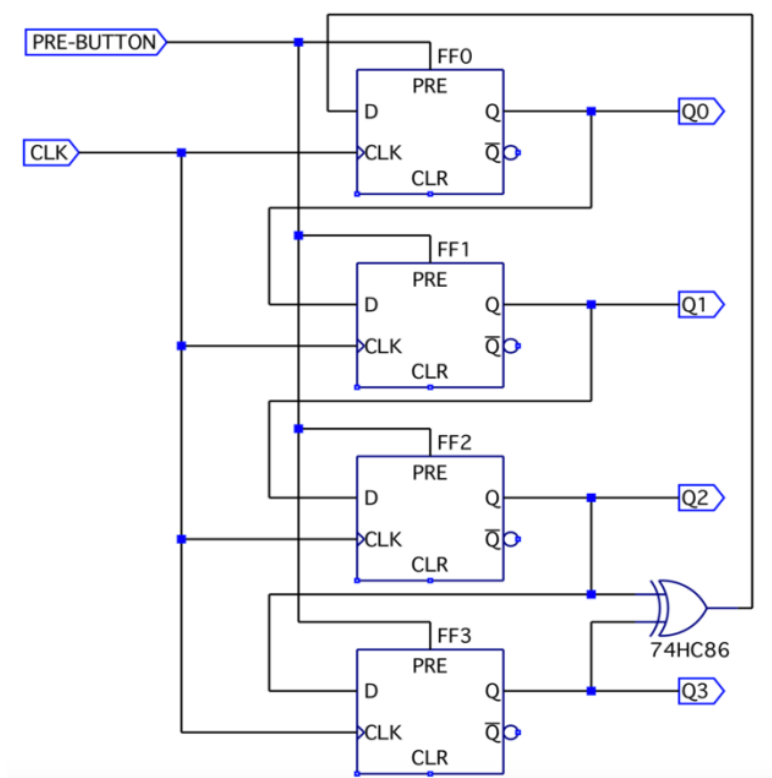 PRE-BUTTON
FF0
PRE
D
Q
Q0
CLK
CLK
Q̅
CLR
FF1
PRE
D
Q
Q1
CLK
Q̅
CLR
FF2
PRE
D
Q
Q2
CLK
Q̅
CLR
74HC86
FF3
PRE
D
Q
Q3
CLK
Q̅
CLR